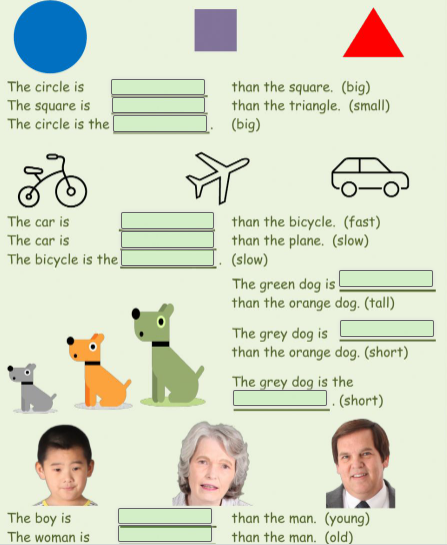 The circle is than the square. (big)
The square is than the triangle. (small)
The circle is the . (big)
The car is than the bicycle. (fast)
The car is than the plane. (slow)
The bicycle is the . (slow)
The green dog is
than the orange dog. (tall)
The grey dog is
than the orange dog. (short)
The grey dog is the
. (short)
The boy is than the man. (young)
The woman is than the man. (old)